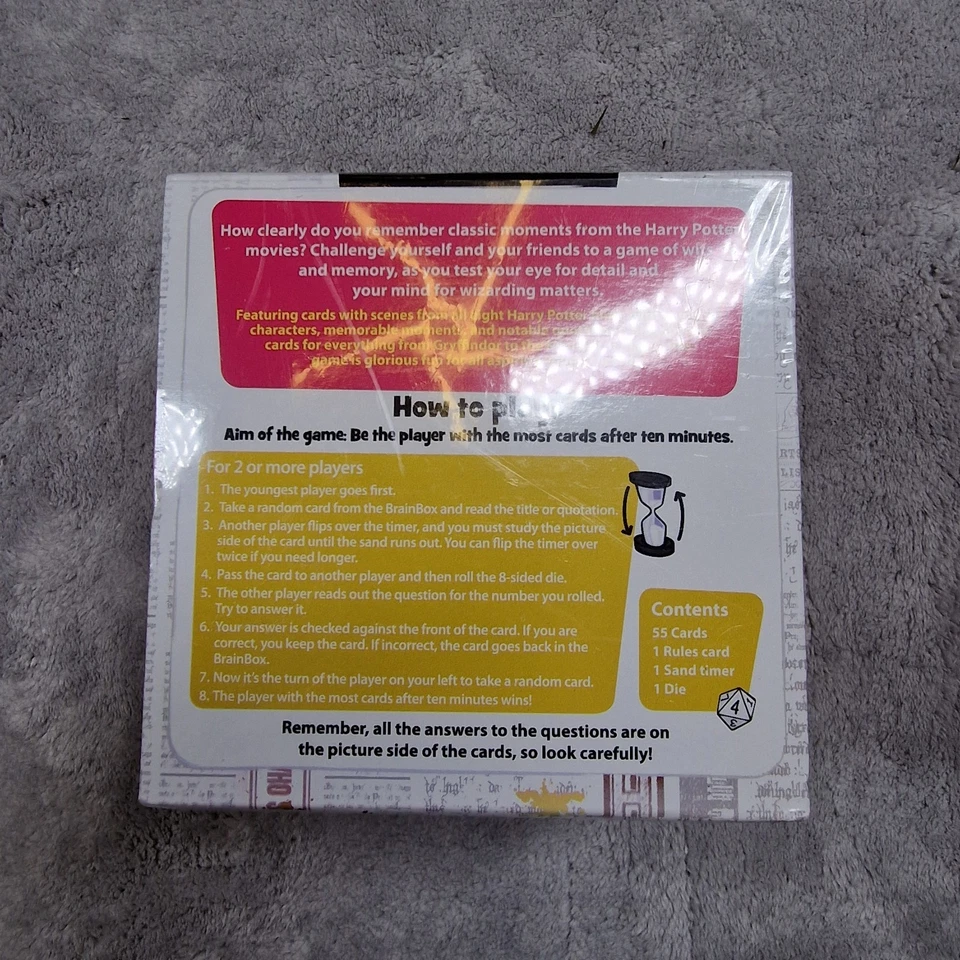 How clearly do you remember classic moments from the Harry Potter
movies? Challenge yourself and your friends to a game of wits
and memory, as you test your eye for detail and
your mind for wizarding matters.
Featuring cards with scenes from all eight Harry Potter
characters, memorable moments, and notable
cards for everything from Gryffindor to the
game is glorious fun for all
How to play
Aim of the game: Be the player with the most cards after ten minutes.
For 2 or more players
1. The youngest player goes first.
2. Take a random card from the BrainBox and read the title or quotation.
3. Another player flips over the timer, and you must study the picture
side of the card until the sand runs out. You can flip the timer over
twice if you need longer.
4. Pass the card to another player and then roll the 8-sided die.
5. The other player reads out the question for the number you rolled.
Try to answer it.
6. Your answer is checked against the front of the card. If you are
correct, you keep the card. If incorrect, the card goes back in the
BrainBox.
7. Now it's the turn of the player on your left to take a random card.
8. The player with the most cards after ten minutes wins!
Contents
55 Cards
1 Rules card
1 Sand timer
1 Die
4
Remember, all the answers to the questions are on
the picture side of the cards, so look carefully!